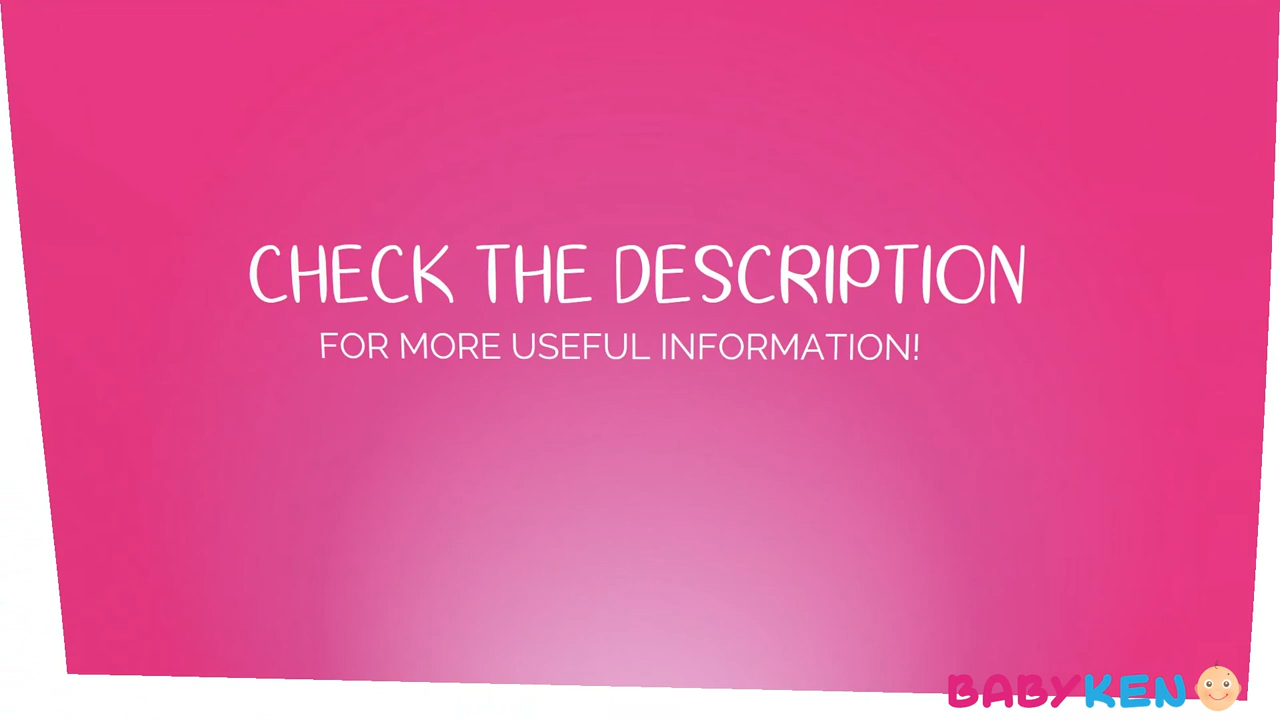 CHECK THE DESCRIPTION
FOR MORE USEFUL INFORMATION!
BABYKEN